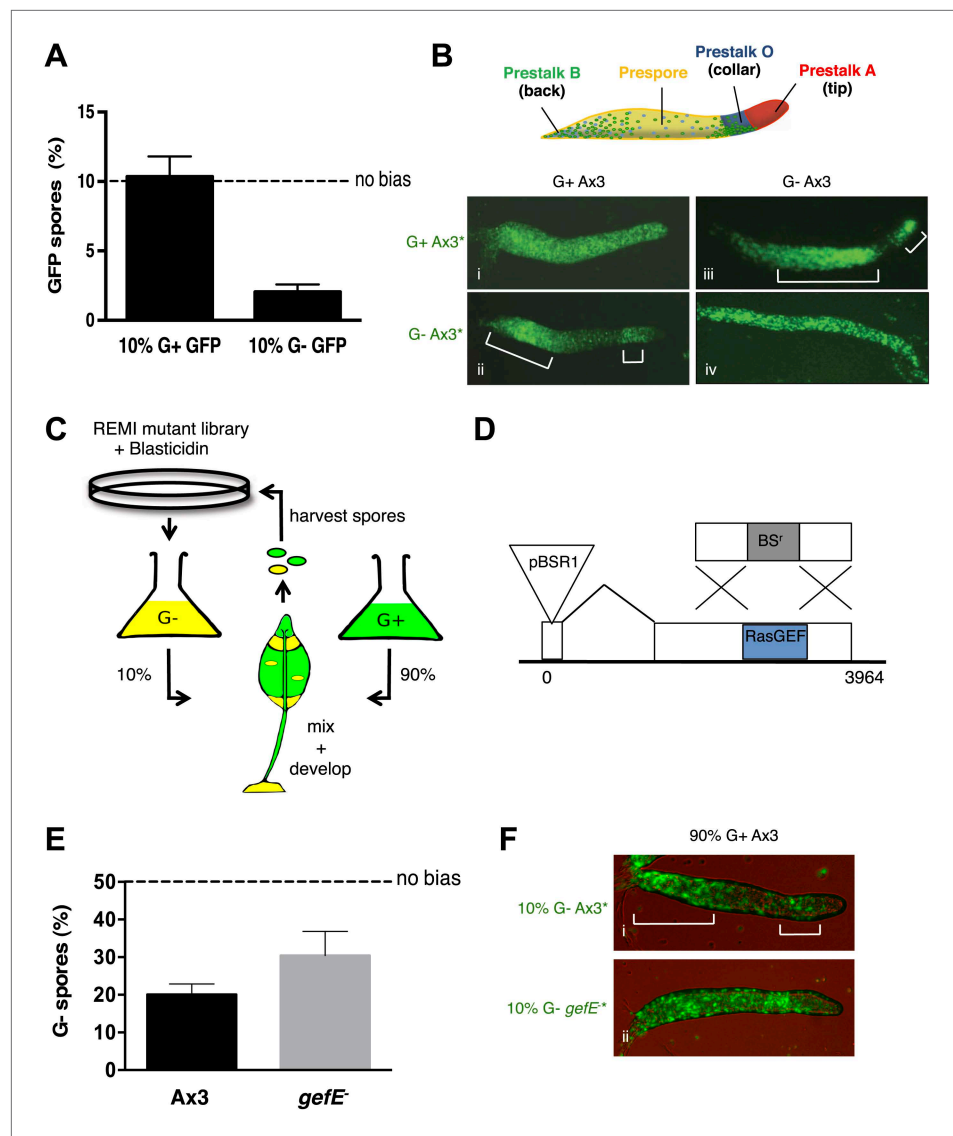 A
15
10
5
0
GFP spores (%)
no bias
10% G+ GFP
10% G- GFP
B
Prestalk B
(back)
Prespore
Prestalk O
(collar)
Prestalk A
(tip)
G+ Ax3
G- Ax3
G+ Ax3*
i
iii
G- Ax3*
ii
iv
C
REMI mutant library
+ Blasticidin
harvest spores
G-
G+
10%
90%
mix
+
develop
D
pBSR1
BSr
RasGEF
0
3964
E
50
40
30
20
10
0
G- spores (%)
no bias
Ax3
gefE-
F
90% G+ Ax3
10% G- Ax3*
i
10% G- gefE-*
ii